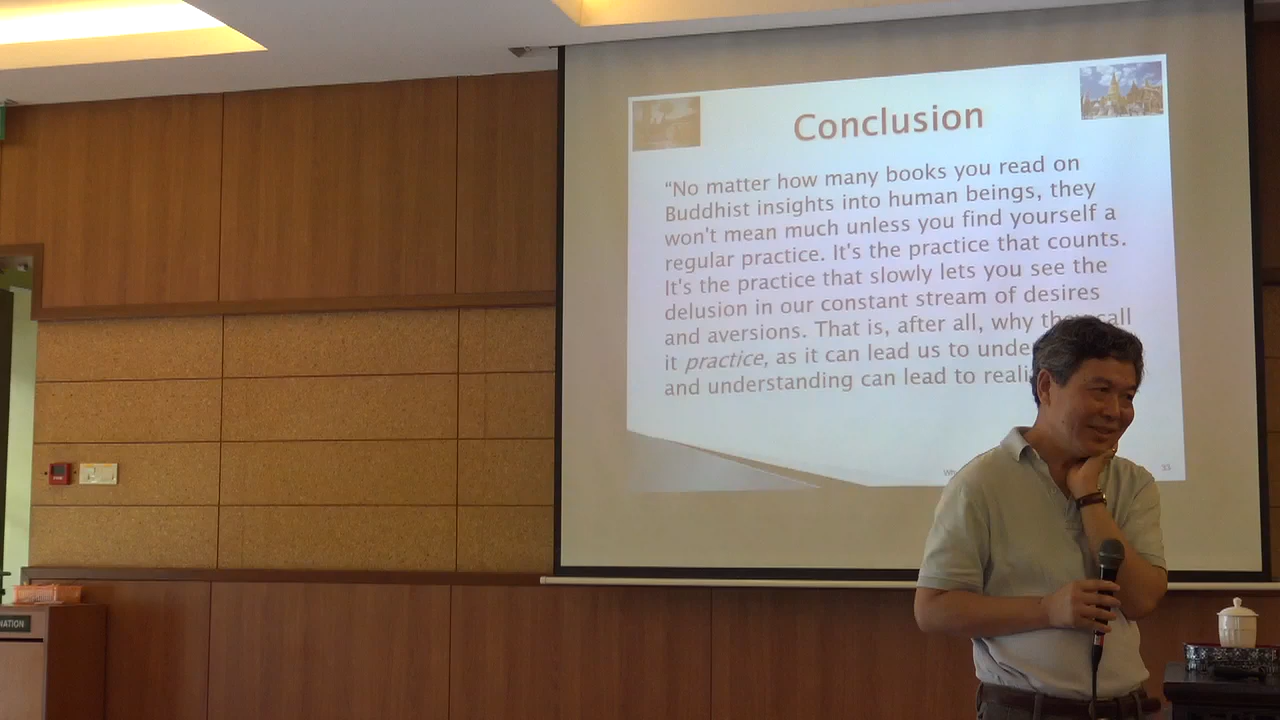 Conclusion
“No matter how many books you read on
Buddhist insights into human beings, they
won't mean much unless you find yourself a
regular practice. It's the practice that counts.
It's the practice that slowly lets you see the
delusion in our constant stream of desires
and aversions. That is, after all, why they call
it practice, as it can lead us to
and understanding can lead to
33